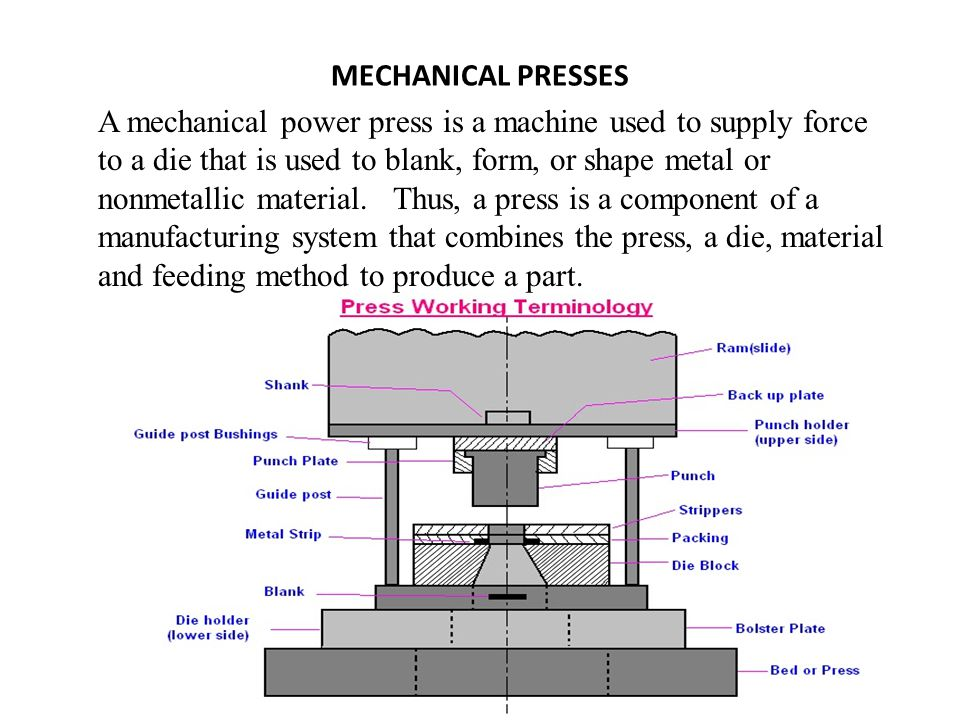 MECHANICAL PRESSES
A mechanical power press is a machine used to supply force
to a die that is used to blank, form, or shape metal or
nonmetallic material. Thus, a press is a component of a
manufacturing system that combines the press, a die, material
and feeding method to produce a part.
Press Working Terminology
Ram(slide)
Shank
Back up plate
Guide post Bushings
Punch holder
(upper side)
Punch Plate
Punch
Guide post
Strippers
Metal Strip
Packing
Die Block
Blank
Die holder
(lower side)
Bolster Plate
Bed or Press